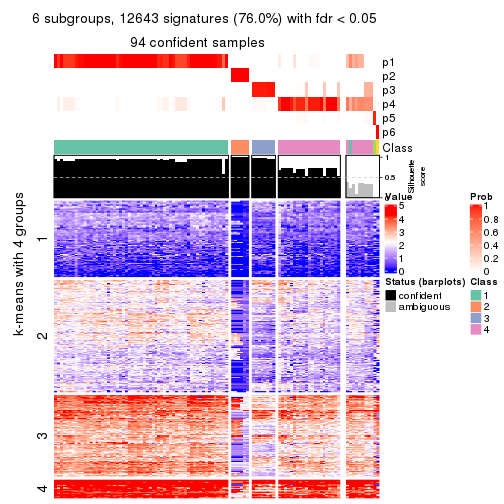 6 subgroups, 12643 signatures (76.0%) with fdr < 0.05
94 confident samples
p1
p2
p3
p4
p5
p6
Class
1
0.5
Silhouette
score
k-means with 4 groups
1
2
3
4
Value
5
4
3
2
1
0
Prob
1
0.8
0.6
0.4
0.2
0
Status (barplots)
confident
ambiguous
Class
1
2
3
4